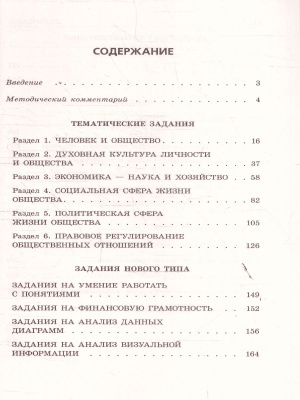 СОДЕРЖАНИЕ
Введение . . . . . . . . . . . . . . . . . . . . 3
Методический комментарий . . . . . . . . . . . . 4
ТЕМАТИЧЕСКИЕ ЗАДАНИЯ
Раздел 1. ЧЕЛОВЕК И ОБЩЕСТВО . . . . . . . . . . 16
Раздел 2. ДУХОВНАЯ КУЛЬТУРА ЛИЧНОСТИ
И ОБЩЕСТВА . . . . . . . . . . . . . . . . . . . 37
Раздел 3. ЭКОНОМИКА — НАУКА И ХОЗЯЙСТВО . . 58
Раздел 4. СОЦИАЛЬНАЯ СФЕРА ЖИЗНИ
ОБЩЕСТВА . . . . . . . . . . . . . . . . . . . . 82
Раздел 5. ПОЛИТИЧЕСКАЯ СФЕРА
ЖИЗНИ ОБЩЕСТВА . . . . . . . . . . . . . . . . 105
Раздел 6. ПРАВОВОЕ РЕГУЛИРОВАНИЕ
ОБЩЕСТВЕННЫХ ОТНОШЕНИЙ . . . . . . . . . . 126
ЗАДАНИЯ НОВОГО ТИПА
ЗАДАНИЯ НА УМЕНИЕ РАБОТАТЬ
С ПОНЯТИЯМИ . . . . . . . . . . . . . . . . . . 149
ЗАДАНИЯ НА ФИНАНСОВУЮ ГРАМОТНОСТЬ . . . 152
ЗАДАНИЯ НА АНАЛИЗ ДАННЫХ
ДИАГРАММ . . . . . . . . . . . . . . . . . . . . 156
ЗАДАНИЯ НА АНАЛИЗ ВИЗУАЛЬНОЙ
ИНФОРМАЦИИ . . . . . . . . . . . . . . . . . . 164